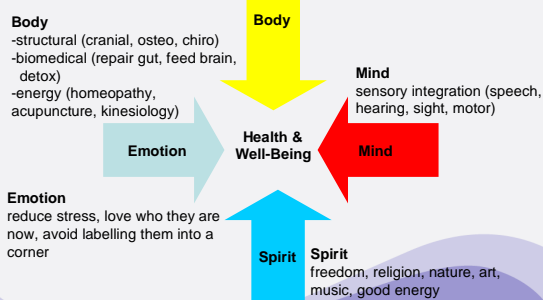 Body
-structural (cranial, osteo, chiro)
-biomedical (repair gut, feed brain,
detox)
-energy (homeopathy,
acupuncture, kinesiology)
Body
Mind
sensory integration (speech,
hearing, sight, motor)
Emotion
Health &
Well-Being
Mind
Emotion
reduce stress, love who they are
now, avoid labelling them into a
corner
Spirit
Spirit
freedom, religion, nature, art,
music, good energy